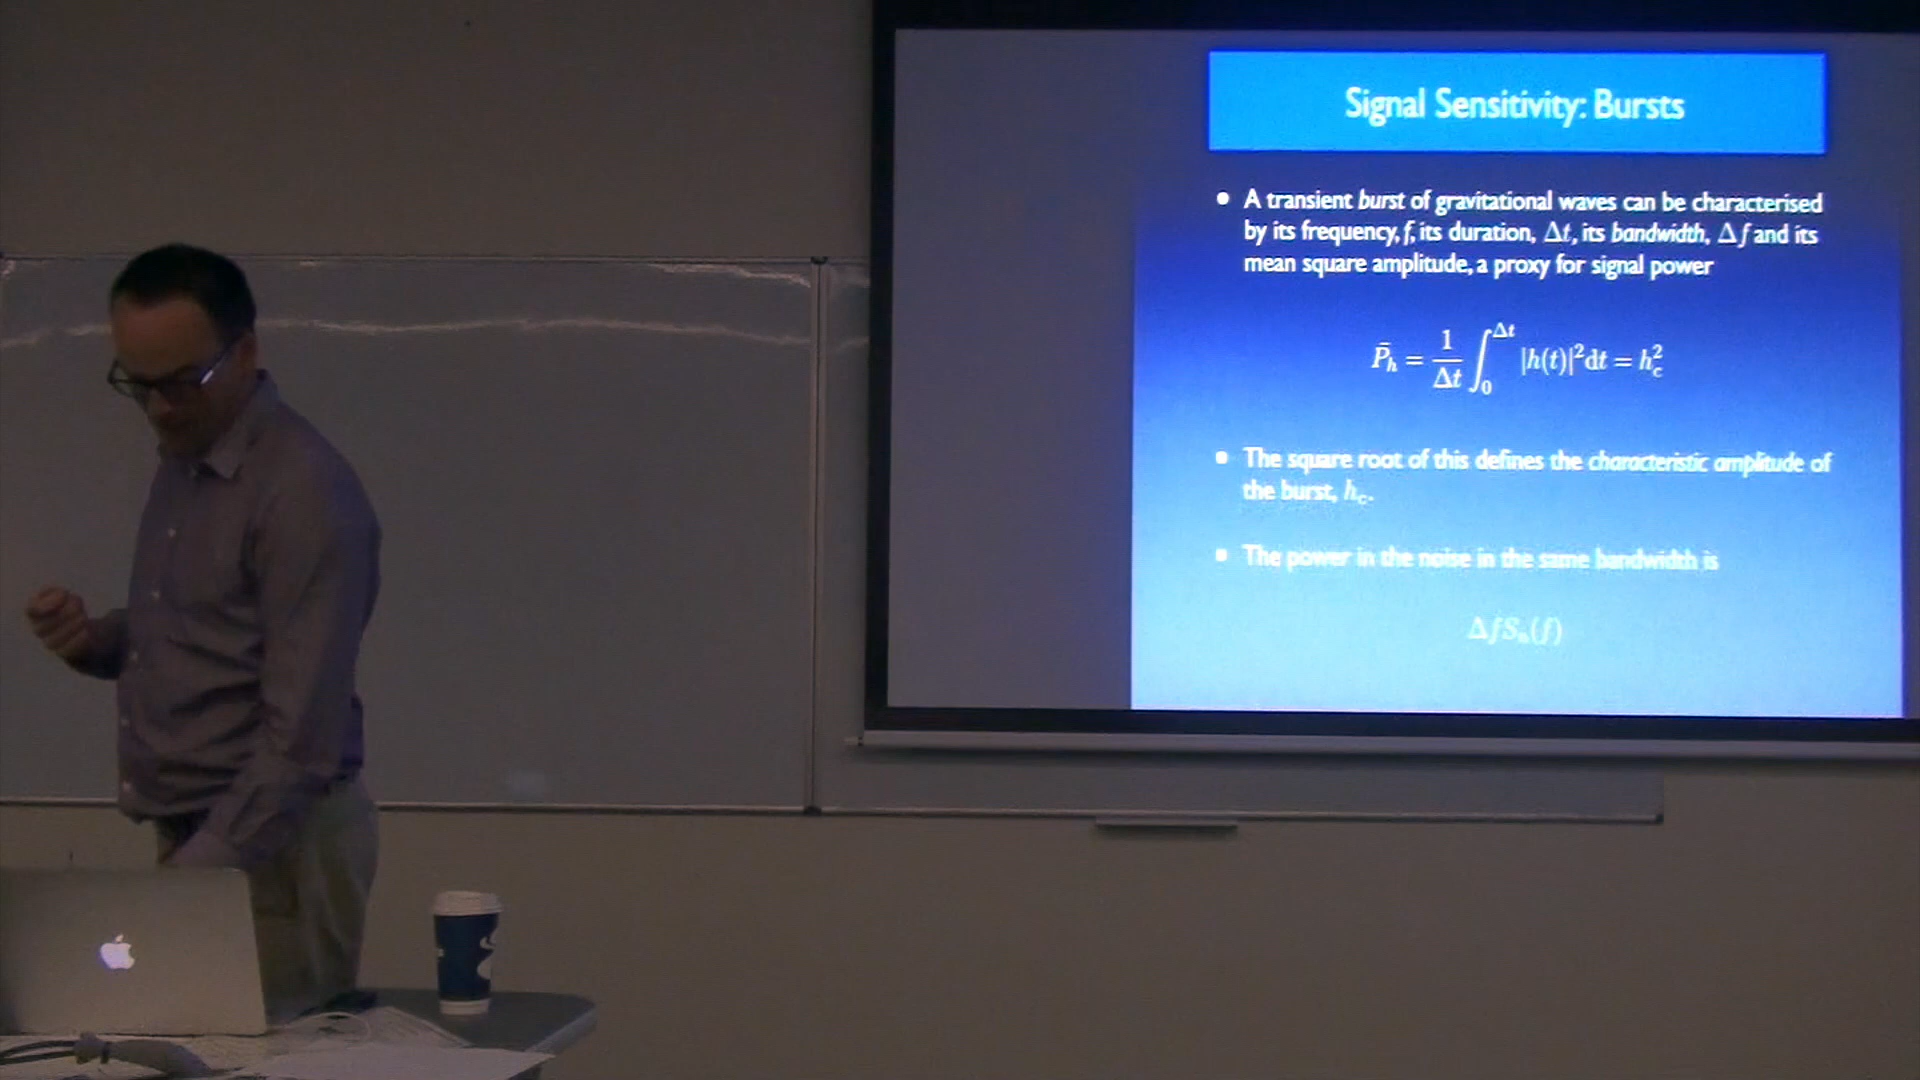 Signal Sensitivity: Bursts
• A transient burst of gravitational waves can be characterised
by its frequency, f, its duration, Δt, its bandwidth, Δf and its
mean square amplitude, a proxy for signal power
P̄ₕ = 1/Δt ∫₀^Δt |h(t)|²dt = h_c²
• The square root of this defines the characteristic amplitude of
the burst, h_c.
• The power in the noise in the same bandwidth is
ΔfSₙ(f)